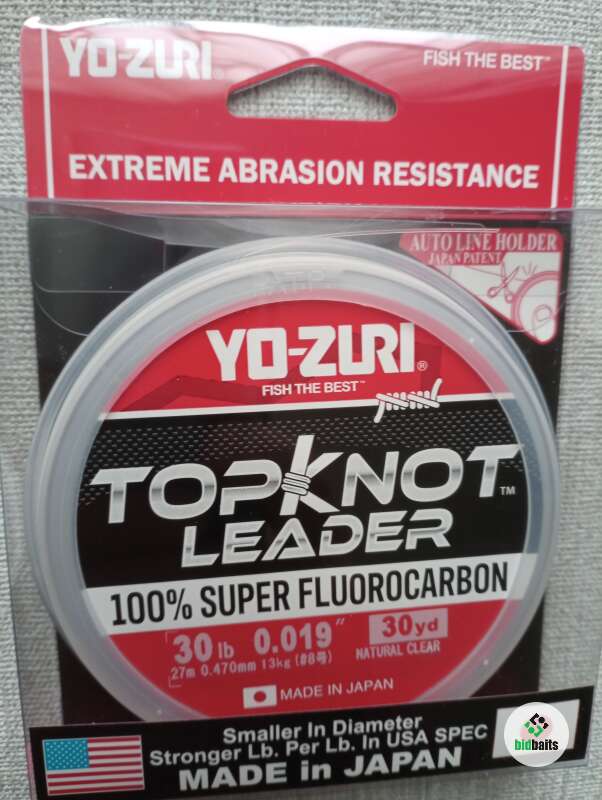 YO-ZURI®
FISH THE BEST™
EXTREME ABRASION RESISTANCE
AUTO LINE HOLDER
JAPAN PATENT
YO-ZURI®
FISH THE BEST™
TOPKNOT™
LEADER
100% SUPER FLUOROCARBON
30lb 0.019" 30yd
27m 0.470mm 13kg (#8号) NATURAL CLEAR
MADE IN JAPAN
Smaller In Diameter
Stronger Lb. Per Lb. In USA SPEC
MADE in JAPAN
bidbaits